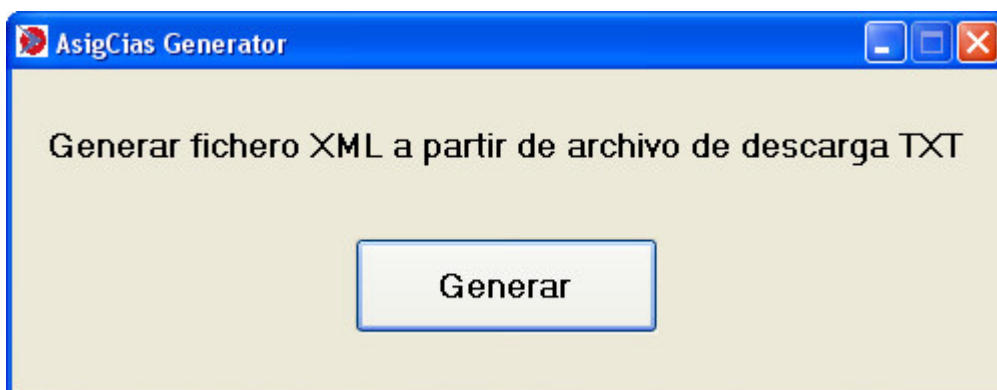 AsigCias Generator
Generar fichero XML a partir de archivo de descarga TXT
Generar